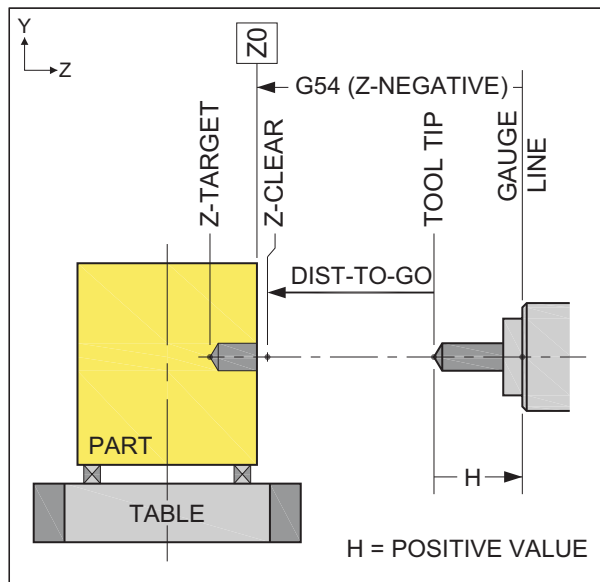 Y
Z
Z0
G54 (Z-NEGATIVE)
Z-TARGET
Z-CLEAR
TOOL TIP
GAUGE
LINE
DIST-TO-GO
PART
H
TABLE
H = POSITIVE VALUE